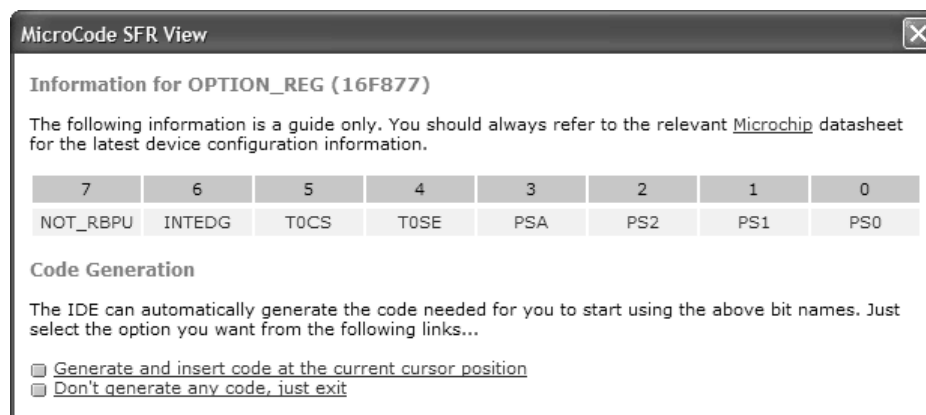 MicroCode SFR View
Information for OPTION_REG (16F877)
The following information is a guide only. You should always refer to the relevant Microchip datasheet
for the latest device configuration information.
7 6 5 4 3 2 1 0
NOT_RBPU INTEDG T0CS T0SE PSA PS2 PS1 PS0
Code Generation
The IDE can automatically generate the code needed for you to start using the above bit names. Just
select the option you want from the following links...
Generate and insert code at the current cursor position
Don't generate any code, just exit